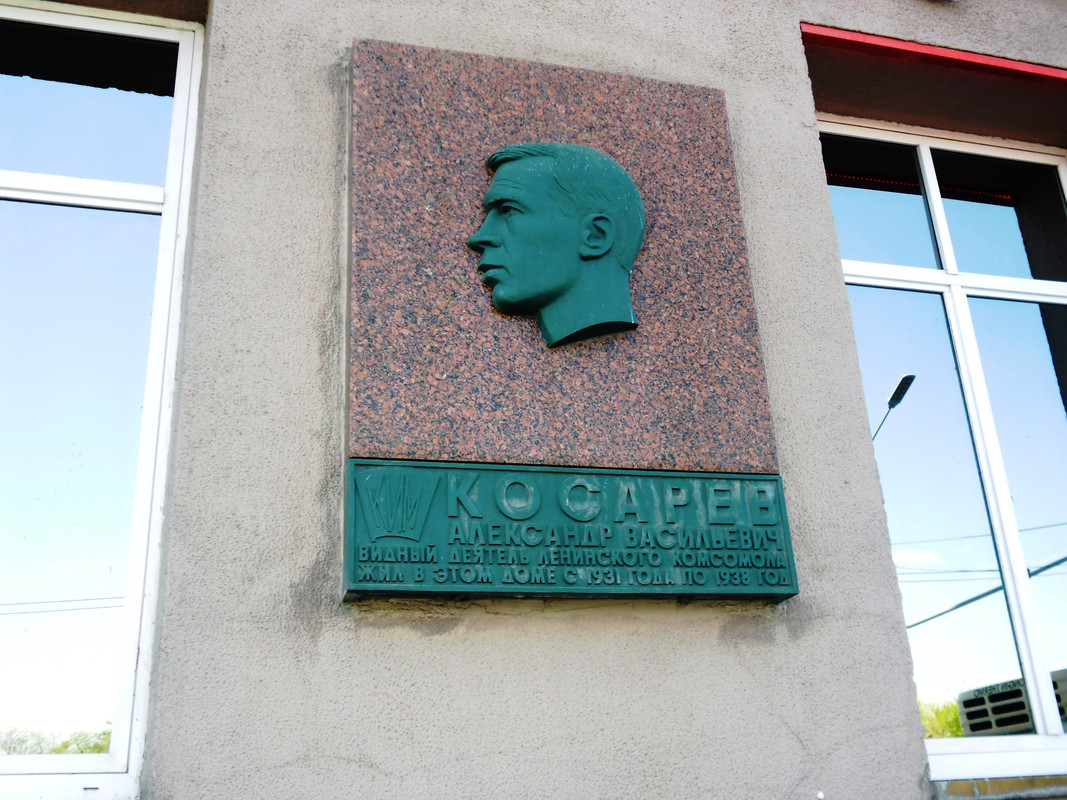 КОСАРЕВ
АЛЕКСАНДР ВАСИЛЬЕВИЧ
ВИДНЫЙ ДЕЯТЕЛЬ ЛЕНИНСКОГО КОМСОМОЛА
ЖИЛ В ЭТОМ ДОМЕ С 1931 ГОДА ПО 1938 ГОД